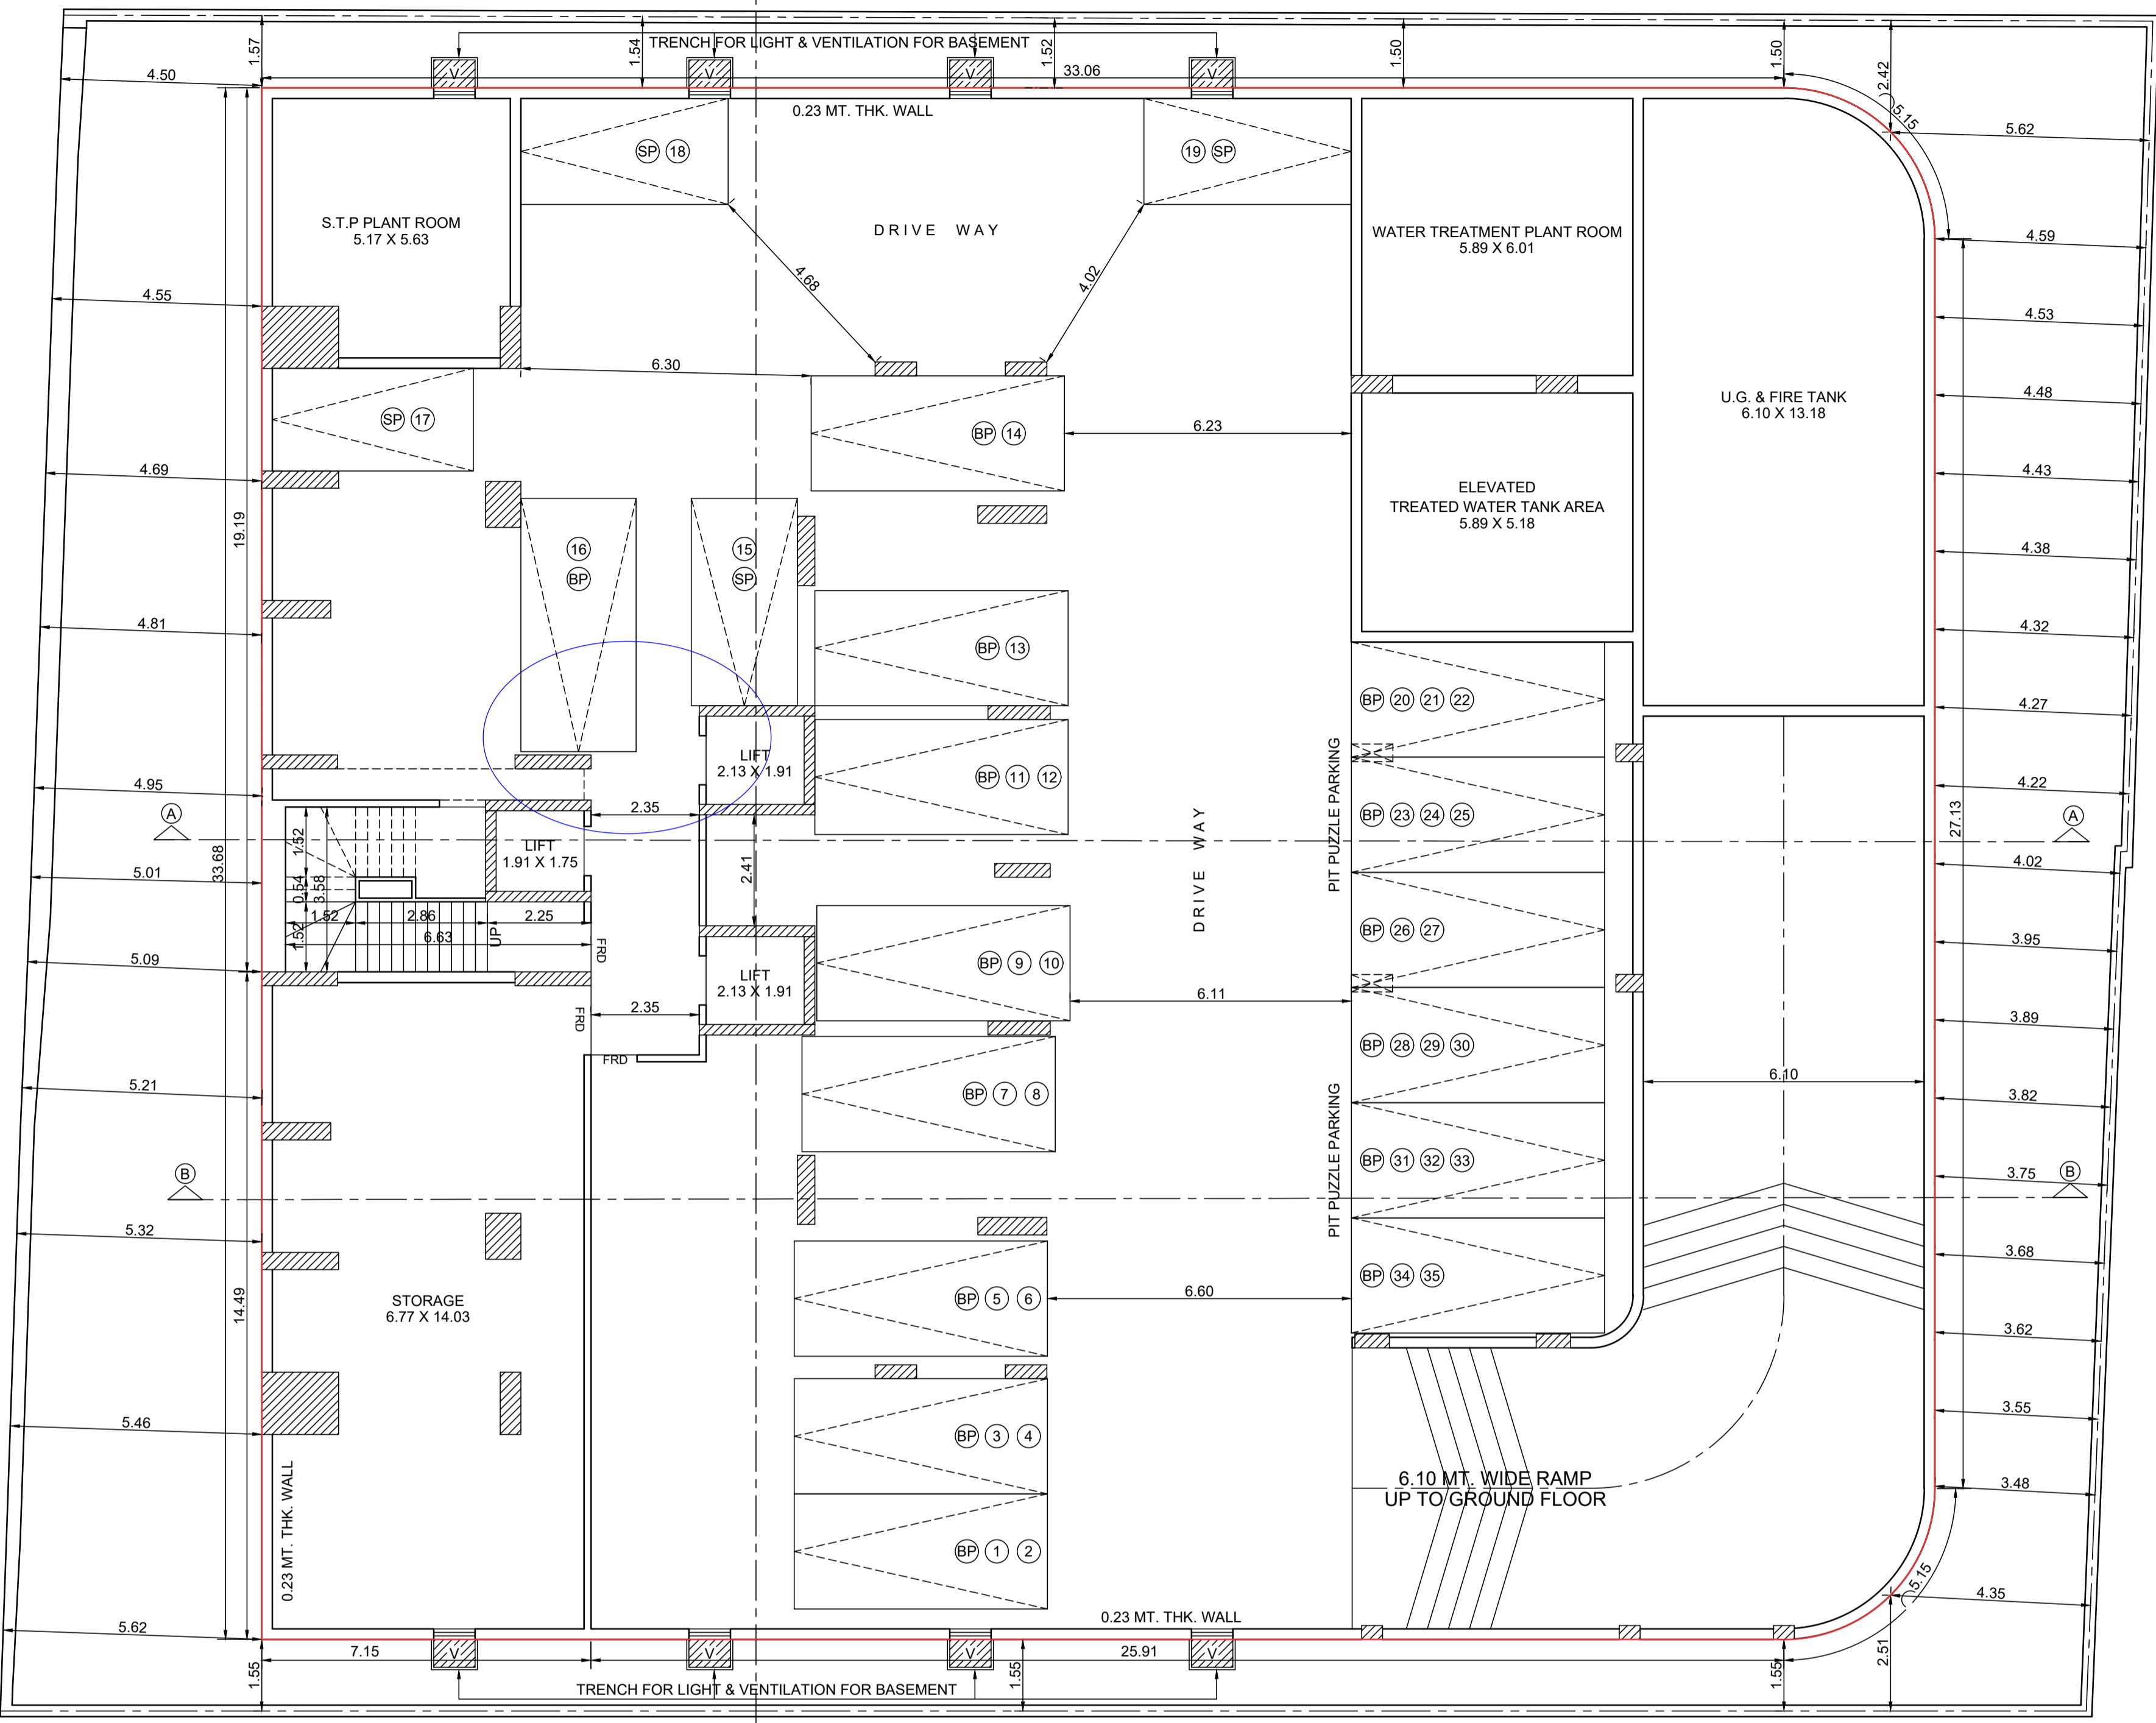 TRENCH FOR LIGHT & VENTILATION FOR BASEMENT
1.57
1.54
1.52
1.50
1.50
2.42
4.50
V
V
V
V
33.06
5.15
5.62
0.23 MT. THK. WALL
SP 18
19 SP
S.T.P PLANT ROOM
5.17 X 5.63
DRIVE WAY
WATER TREATMENT PLANT ROOM
5.89 X 6.01
4.59
4.55
4.68
4.02
4.53
6.30
SP 17
BP 14
6.23
U.G. & FIRE TANK
6.10 X 13.18
4.48
4.69
4.43
ELEVATED
TREATED WATER TANK AREA
5.89 X 5.18
19.19
16
BP
15
SP
4.38
4.81
BP 13
4.32
BP 20 21 22
4.27
LIFT
2.13 X 1.91
BP 11 12
PIT PUZZLE PARKING
4.95
4.22
A
2.35
BP 23 24 25
27.13
A
33.68
1.52
LIFT
1.91 X 1.75
2.41
DRIVE WAY
4.02
5.01
0.54
3.58
1.52
2.86
2.25
1.52
6.63
UP
FRD
BP 26 27
3.95
5.09
LIFT
2.13 X 1.91
BP 9 10
6.11
2.35
FRD
3.89
FRD
BP 28 29 30
5.21
BP 7 8
6.10
3.82
PIT PUZZLE PARKING
B
BP 31 32 33
3.75
B
5.32
3.68
14.49
STORAGE
6.77 X 14.03
BP 5 6
6.60
BP 34 35
3.62
5.46
BP 3 4
3.55
0.23 MT. THK. WALL
6.10 MT. WIDE RAMP
UP TO GROUND FLOOR
3.48
BP 1 2
5.15
4.35
5.62
0.23 MT. THK. WALL
7.15
V
V
V
V
25.91
1.55
1.55
1.55
2.51
TRENCH FOR LIGHT & VENTILATION FOR BASEMENT